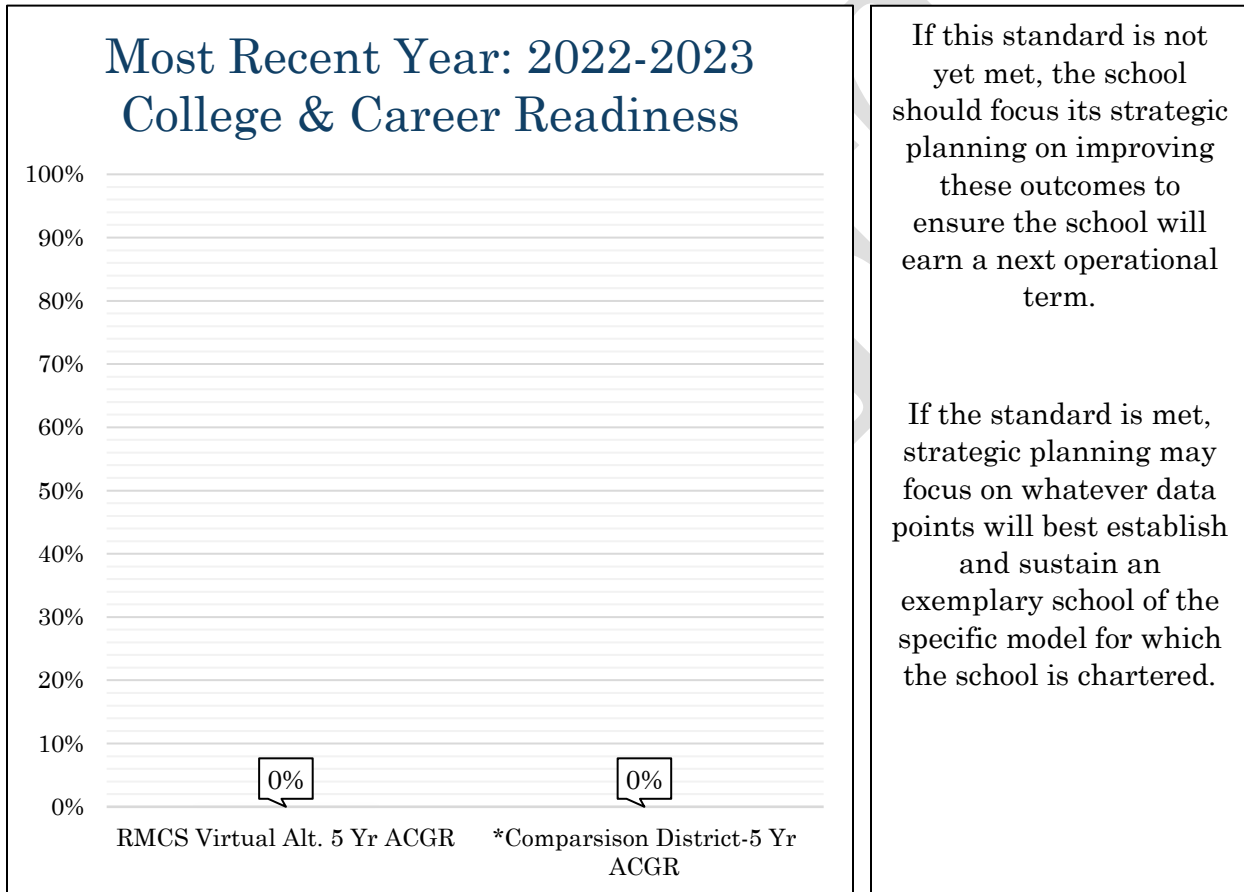 Most Recent Year: 2022-2023
College & Career Readiness
100%
90%
80%
70%
60%
50%
40%
30%
20%
10%
0%
0%
0%
RMCS Virtual Alt. 5 Yr ACGR
*Comparsison District-5 Yr
ACGR
If this standard is not
yet met, the school
should focus its strategic
planning on improving
these outcomes to
ensure the school will
earn a next operational
term.
If the standard is met,
strategic planning may
focus on whatever data
points will best establish
and sustain an
exemplary school of the
specific model for which
the school is chartered.